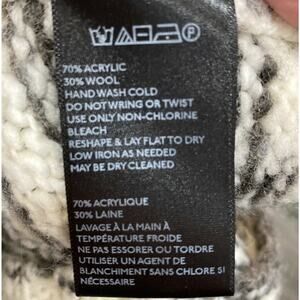 P
70% ACRYLIC
30% WOOL
HAND WASH COLD
DO NOT WRING OR TWIST
USE ONLY NON-CHLORINE
BLEACH
RESHAPE & LAY FLAT TO DRY
LOW IRON AS NEEDED
MAY BE DRY CLEANED
70% ACRYLIQUE
30% LAINE
LAVAGE À LA MAIN À
TEMPÉRATURE FROIDE
NE PAS ESSORER OU TORDRE
UTILISER UN AGENT DE
BLANCHIMENT SANS CHLORE SI
NÉCESSAIRE